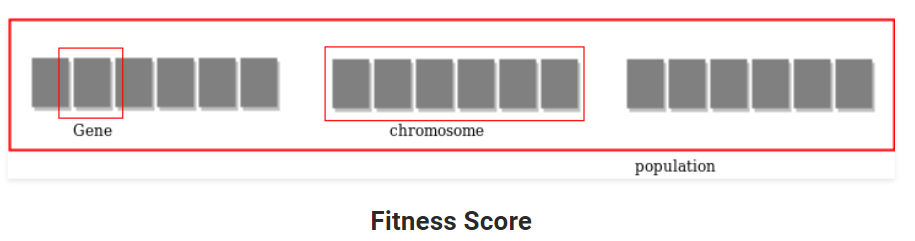 Gene
chromosome
population
Fitness Score